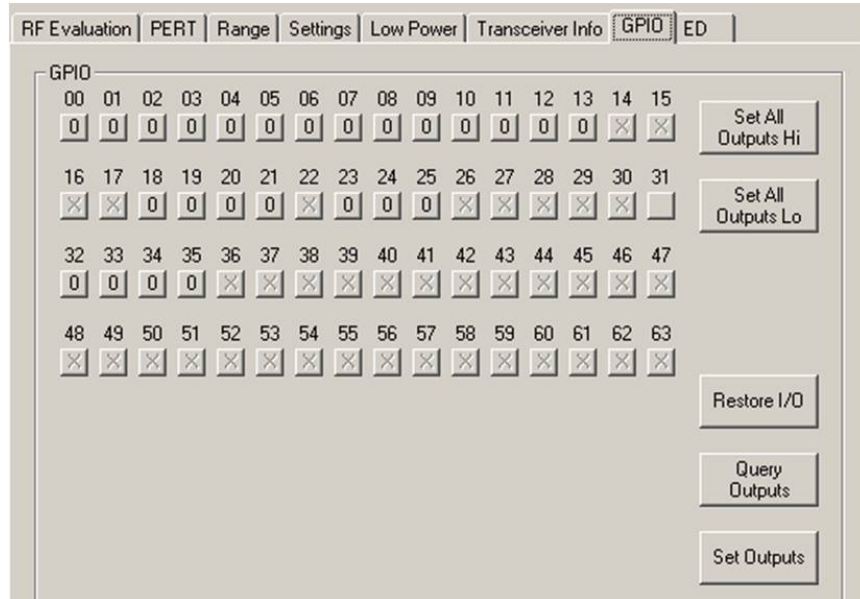 RF Evaluation PERT Range Settings Low Power Transceiver Info GPIO ED
GPIO
00 01 02 03 04 05 06 07 08 09 10 11 12 13 14 15
0 0 0 0 0 0 0 0 0 0 0 0 0 0 X X
Set All
Outputs Hi
16 17 18 19 20 21 22 23 24 25 26 27 28 29 30 31
X X 0 0 0 0 X 0 0 0 X X X X X
Set All
Outputs Lo
32 33 34 35 36 37 38 39 40 41 42 43 44 45 46 47
0 0 0 0 X X X X X X X X X X X X
48 49 50 51 52 53 54 55 56 57 58 59 60 61 62 63
X X X X X X X X X X X X X X X X
Restore I/O
Query
Outputs
Set Outputs